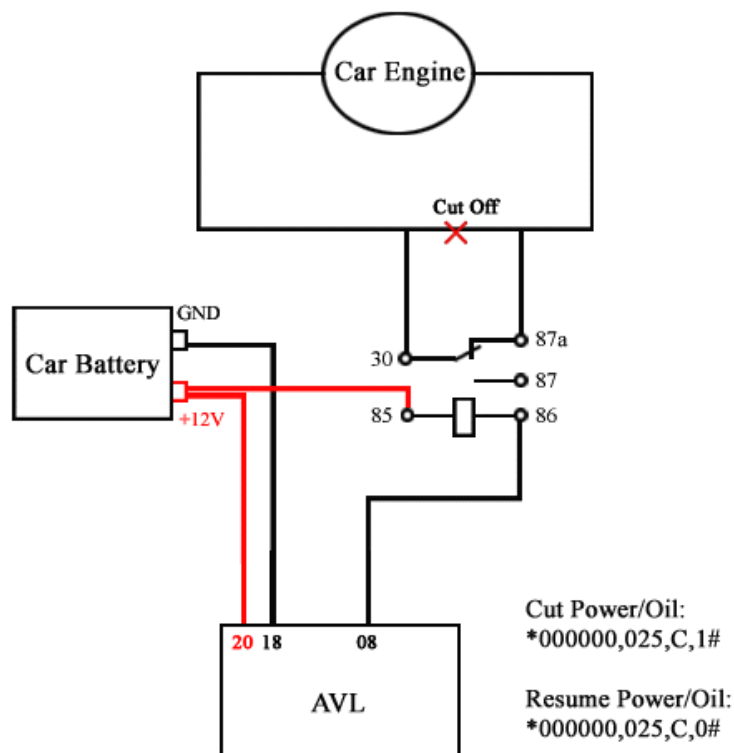 Car Engine
Cut Off
GND
Car Battery
+12V
30
87a
87
85
86
20 18 08
AVL
Cut Power/Oil:
*000000,025,C,1#
Resume Power/Oil:
*000000,025,C,0#